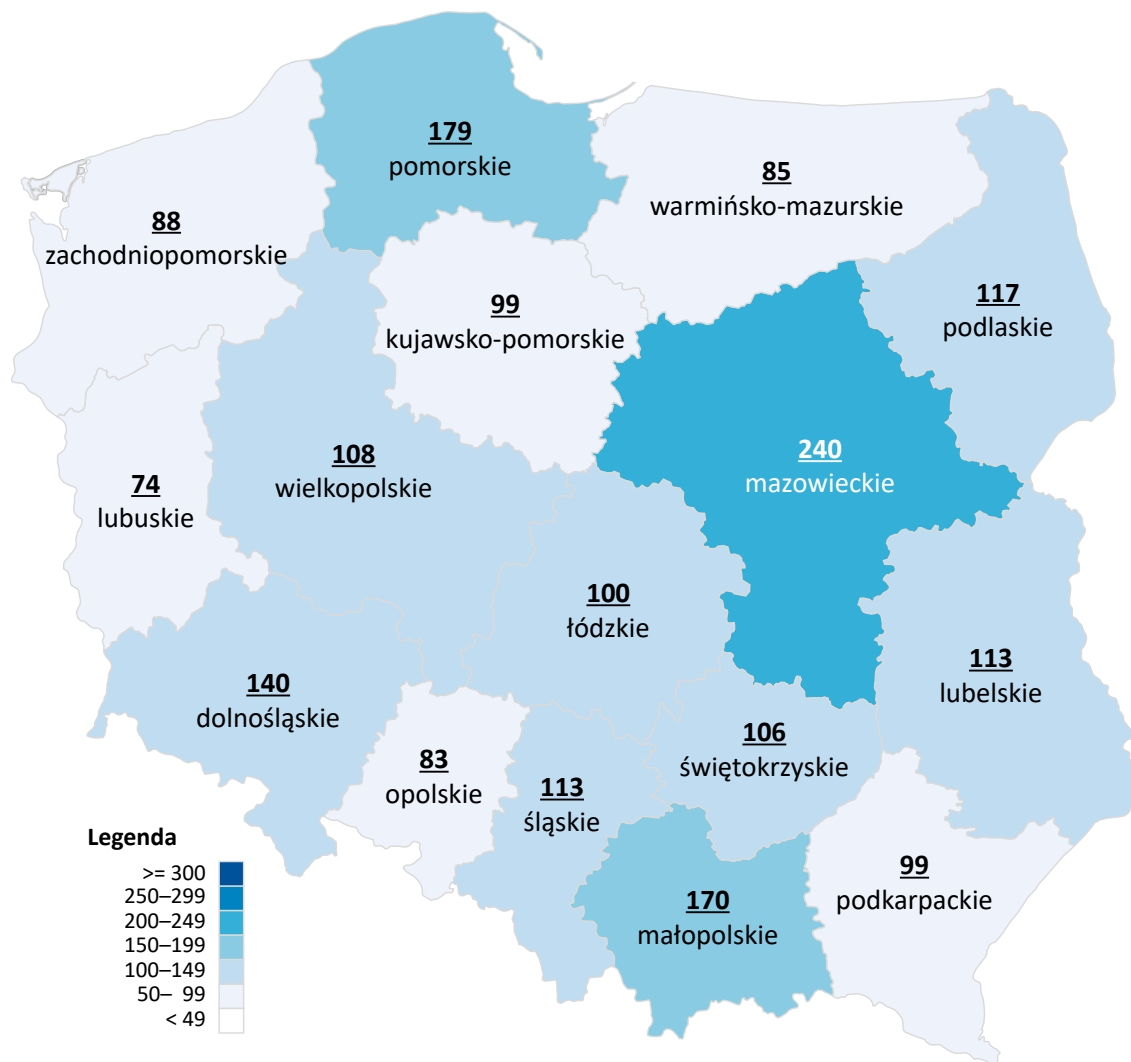 179
pomorskie
85
warmińsko-mazurskie
88
zachodniopomorskie
99
kujawsko-pomorskie
117
podlaskie
240
mazowieckie
108
wielkopolskie
74
lubuskie
100
łódzkie
113
lubelskie
140
dolnośląskie
106
świętokrzyskie
83
opolskie
113
śląskie
99
podkarpackie
170
małopolskie
Legenda
>= 300
250–299
200–249
150–199
100–149
50– 99
< 49